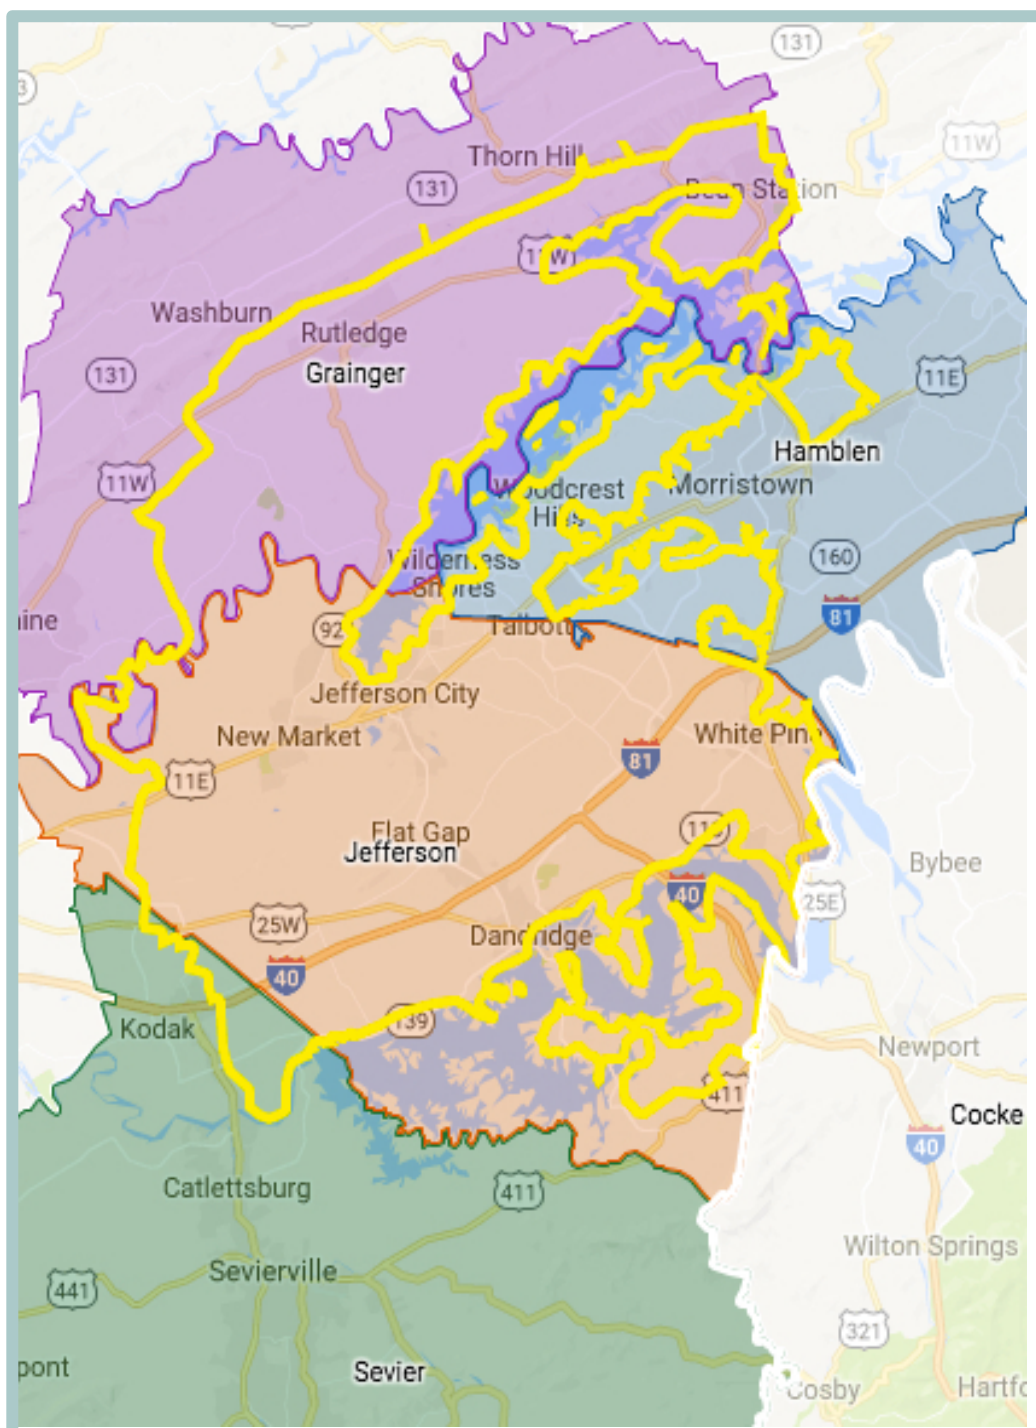 131
11W
Thorn Hill
131
Bean Station
11W
Washburn
Rutledge
131
Grainger
11E
Hamblen
11W
Woodcrest
Hills
Morristown
Wilderness
Shores
160
81
92
Talbott
Jefferson City
New Market
White Pine
81
11E
Flat Gap
Jefferson
Bybee
40
25E
25W
Dandridge
40
139
Kodak
Newport
411
Cocke
40
Catlettsburg
411
Wilton Springs
Sevierville
441
321
Sevier
Cosby